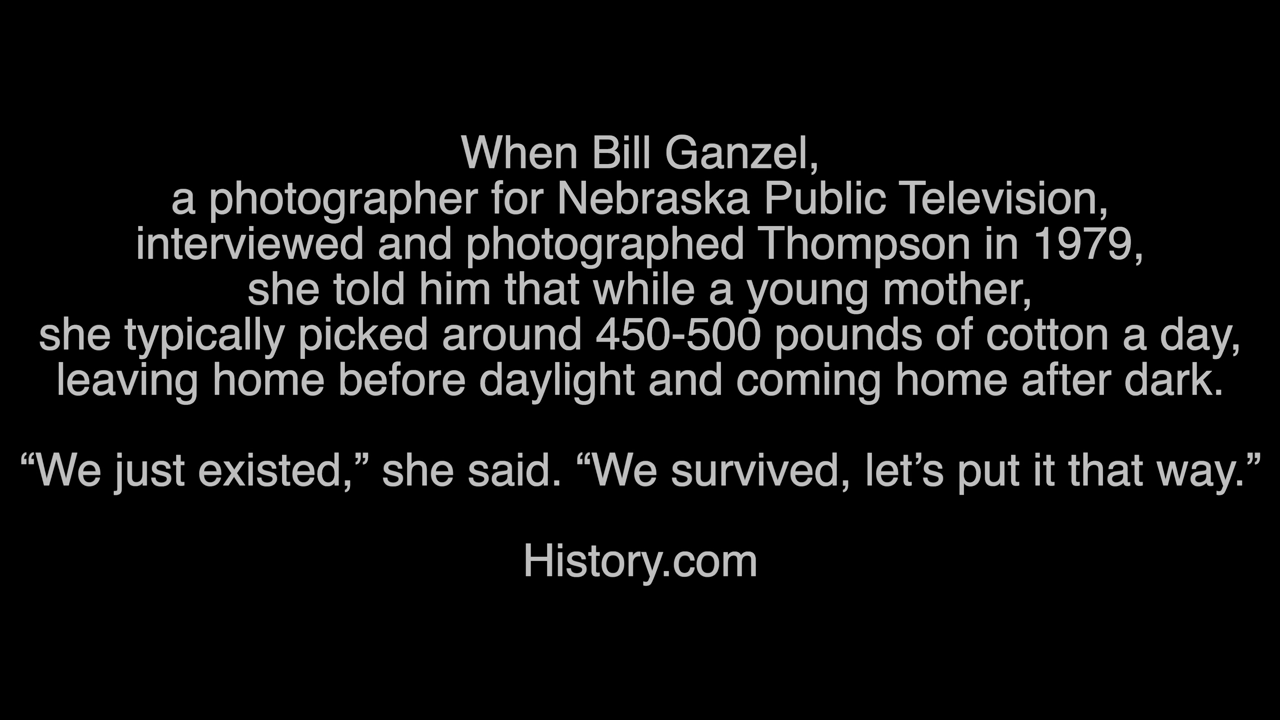 When Bill Ganzel,
a photographer for Nebraska Public Television,
interviewed and photographed Thompson in 1979,
she told him that while a young mother,
she typically picked around 450-500 pounds of cotton a day,
leaving home before daylight and coming home after dark.
“We just existed,” she said. “We survived, let’s put it that way.”
History.com